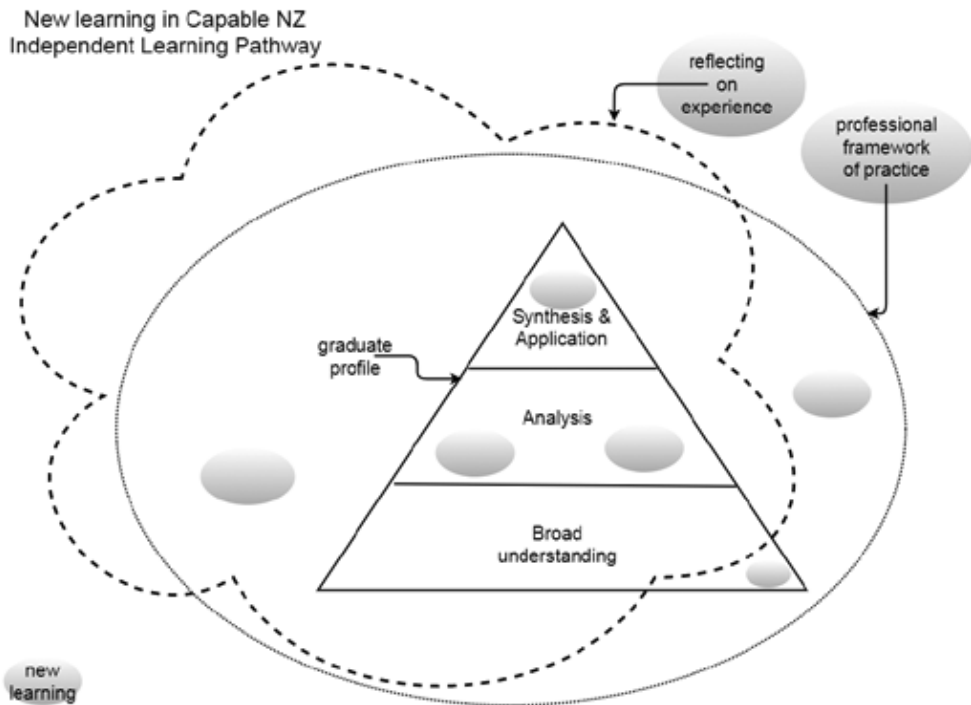 New learning in Capable NZ
Independent Learning Pathway
reflecting
on
experience
professional
framework
of practice
Synthesis &
Application
graduate
profile
Analysis
Broad
understanding
new
learning